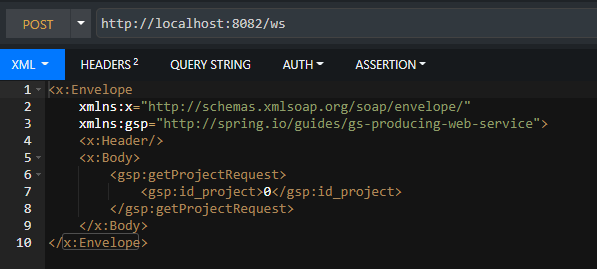 POST http://localhost:8082/ws
XML HEADERS 2 QUERY STRING AUTH ASSERTION
1 <x:Envelope
2 xmlns:x="http://schemas.xmlsoap.org/soap/envelope/"
3 xmlns:gsp="http://spring.io/guides/gs-producing-web-service">
4 <x:Header/>
5 <x:Body>
6 <gsp:getProjectRequest>
7 <gsp:id_project>0</gsp:id_project>
8 </gsp:getProjectRequest>
9 </x:Body>
10 </x:Envelope>